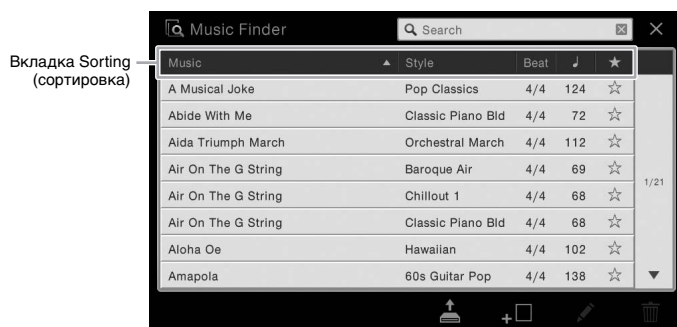 Music Finder
Search
Вкладка Sorting
(сортировка)
Music ▲ Style Beat ♩ ★
A Musical Joke Pop Classics 4/4 124 ☆
Abide With Me Classic Piano Bld 4/4 72 ☆
Aida Triumph March Orchestral March 4/4 112 ☆
Air On The G String Baroque Air 4/4 69 ☆
Air On The G String Chillout 1 4/4 68 ☆
Air On The G String Classic Piano Bld 4/4 68 ☆
Aloha Oe Hawaiian 4/4 102 ☆
Amapola 60s Guitar Pop 4/4 138 ☆
1/21